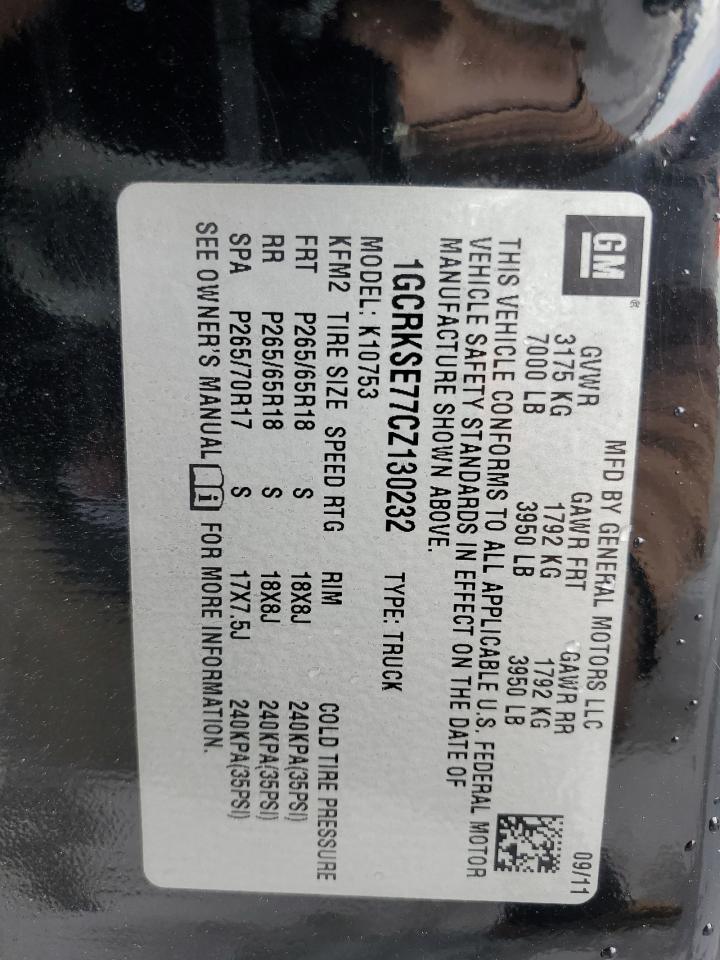 GM ®
MFD BY GENERAL MOTORS LLC 09/11
GVWR GAWR FRT GAWR RR
3175 KG 1792 KG 1792 KG
7000 LB 3950 LB 3950 LB
THIS VEHICLE CONFORMS TO ALL APPLICABLE U.S. FEDERAL MOTOR
VEHICLE SAFETY STANDARDS IN EFFECT ON THE DATE OF
MANUFACTURE SHOWN ABOVE.
1GCRKSE77CZ130232 TYPE: TRUCK
MODEL: K10753
KFM2 TIRE SIZE SPEED RTG RIM COLD TIRE PRESSURE
FRT P265/65R18 S 18X8J 240KPA(35PSI)
RR P265/65R18 S 18X8J 240KPA(35PSI)
SPA P265/70R17 S 17X7.5J 240KPA(35PSI)
SEE OWNER'S MANUAL i FOR MORE INFORMATION.